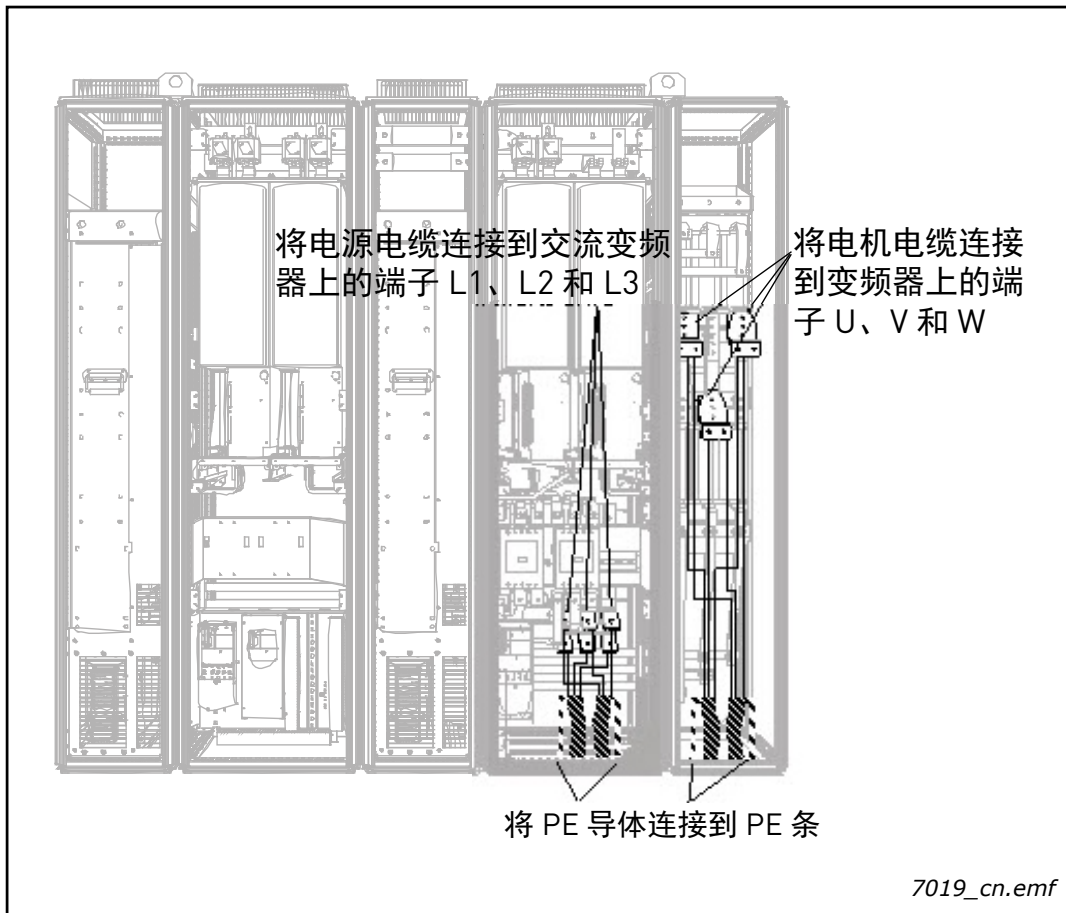 将电源电缆连接到交流变频
器上的端子 L1、L2 和 L3
将电机电缆连接
到变频器上的端
子 U、V 和 W
将 PE 导体连接到 PE 条
7019_cn.emf